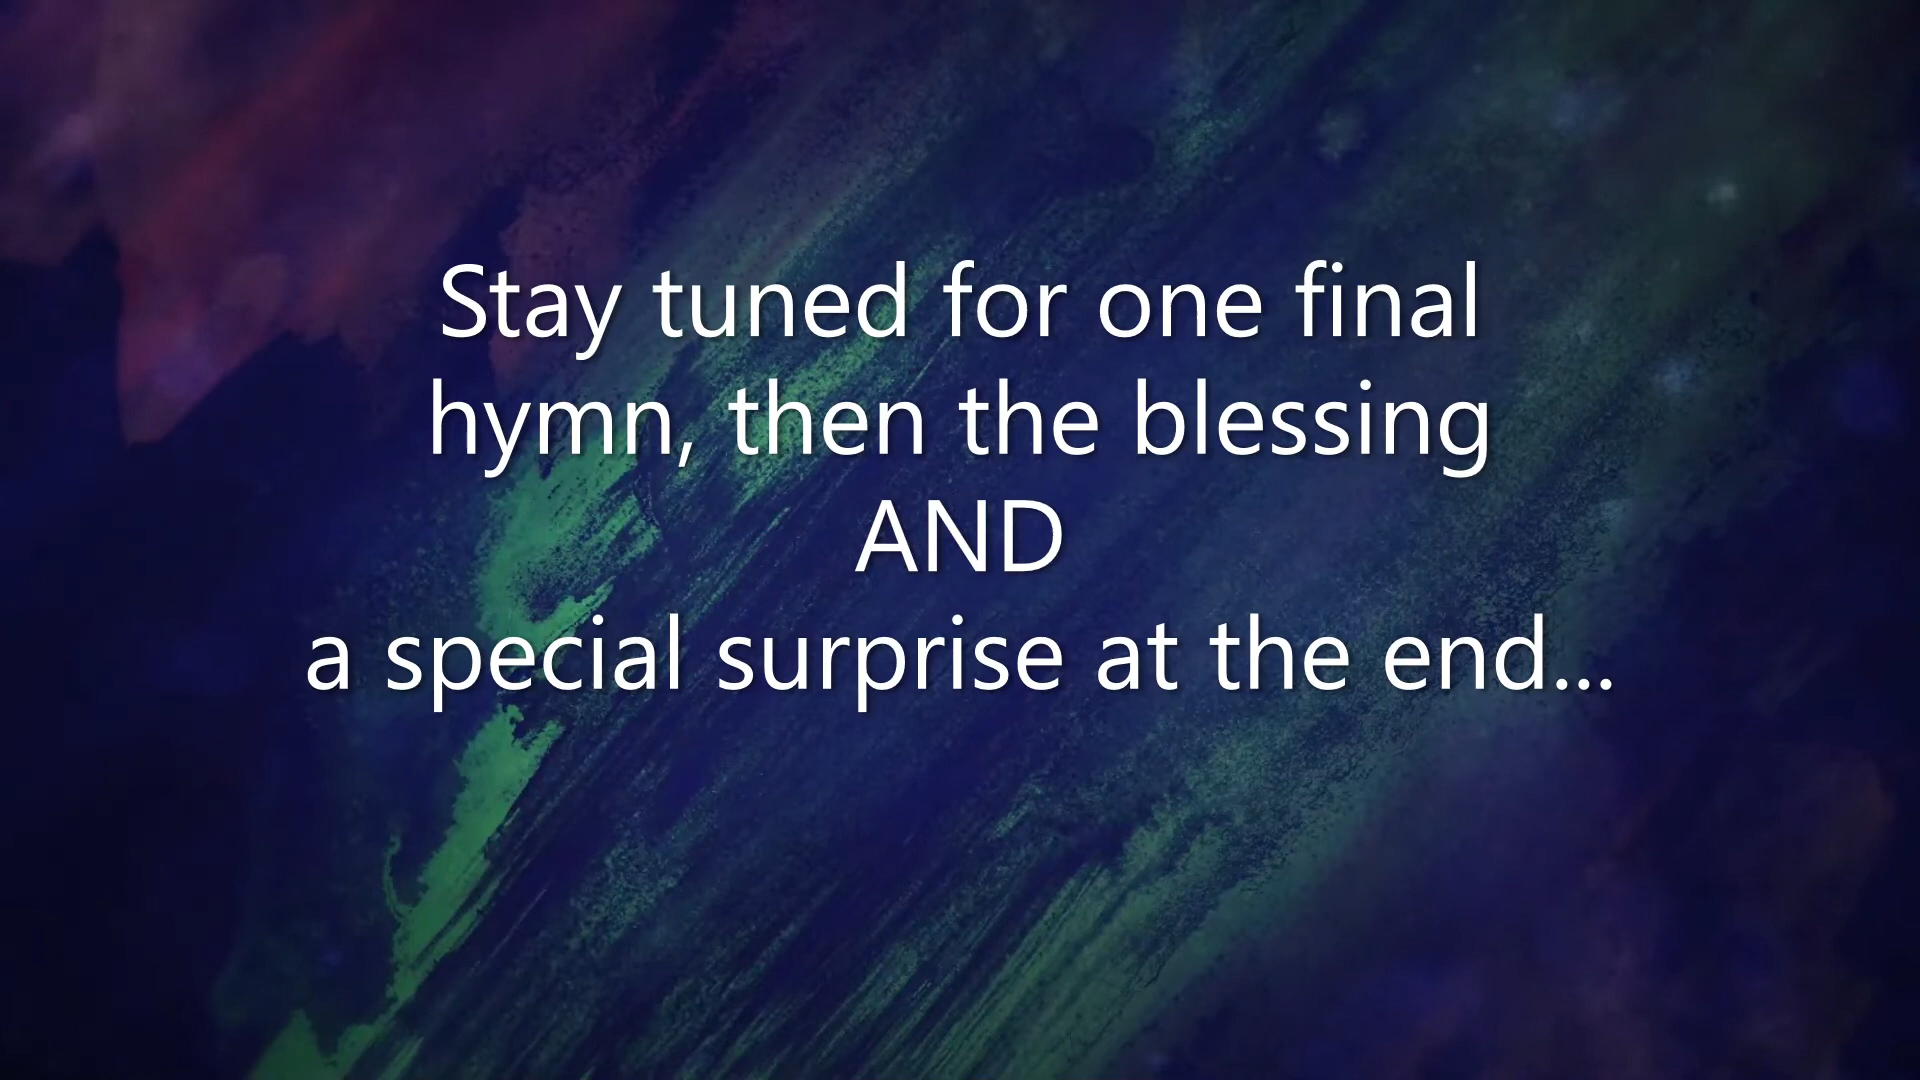 Stay tuned for one final
hymn, then the blessing
AND
a special surprise at the end...